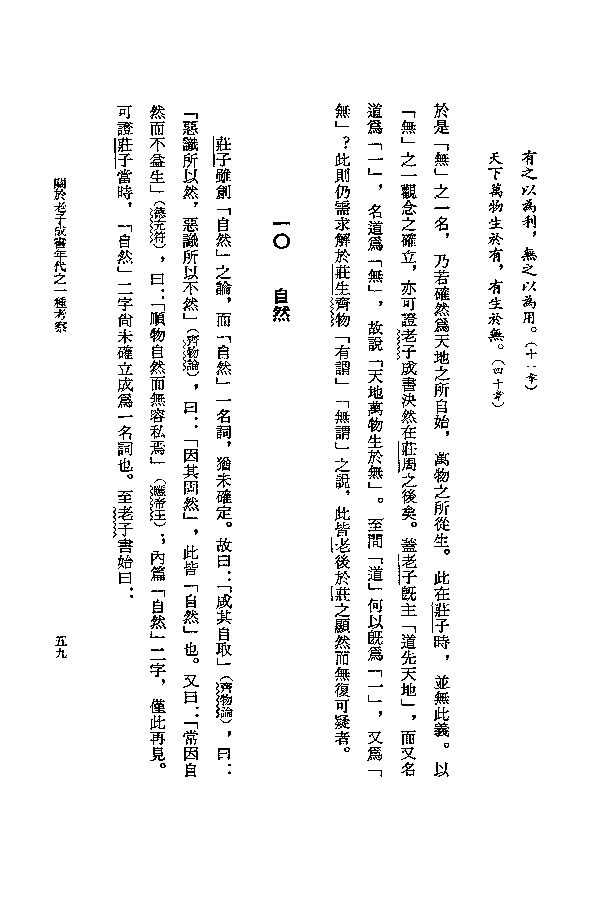 有之以為利，無之以為用。（十一章）
天下萬物生於有，有生於無。（四十章）
於是「無」之一名，乃若確然爲天地之所自始，萬物之所從生。此在莊子時，並無此義。以
「無」之一觀念之確立，亦可證老子成書決然在莊周之後矣。蓋老子既主「道先天地」，而又名
道爲「一」，名道爲「無」，故說「天地萬物生於無」。至問「道」何以既爲「一」，又爲「
無」？此則仍需求解於莊生齊物「有謂」「無謂」之說，此皆老後於莊之顯然而無復可疑者。
一〇　自然
莊子雖創「自然」之論，而「自然」一名詞，猶未確定。故曰：「咸其自取」（齊物論），曰：
「惡識所以然，惡識所以不然」（齊物論），曰：「因其固然」，此皆「自然」也。又曰：「常因自
然而不益生」（德充符），曰：「順物自然而無容私焉」（應帝王）；內篇「自然」二字，僅此再見。
可證莊子當時，「自然」二字尚未確立成爲一名詞也。至老子書始曰：
關於老子成書年代之一種考察
五九